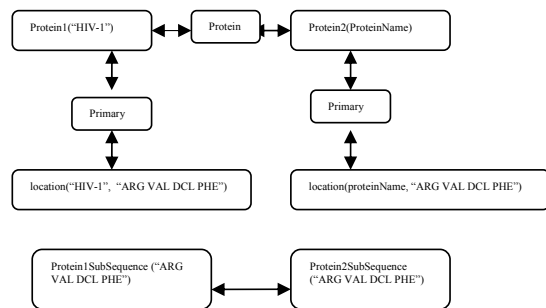 Protein1(“HIV-1”)
Protein
Protein2(ProteinName)
Primary
Primary
location(“HIV-1”, “ARG VAL DCL PHE”)
location(proteinName, “ARG VAL DCL PHE”)
Protein1SubSequence (“ARG
VAL DCL PHE”)
Protein2SubSequence
(“ARG VAL DCL PHE”)